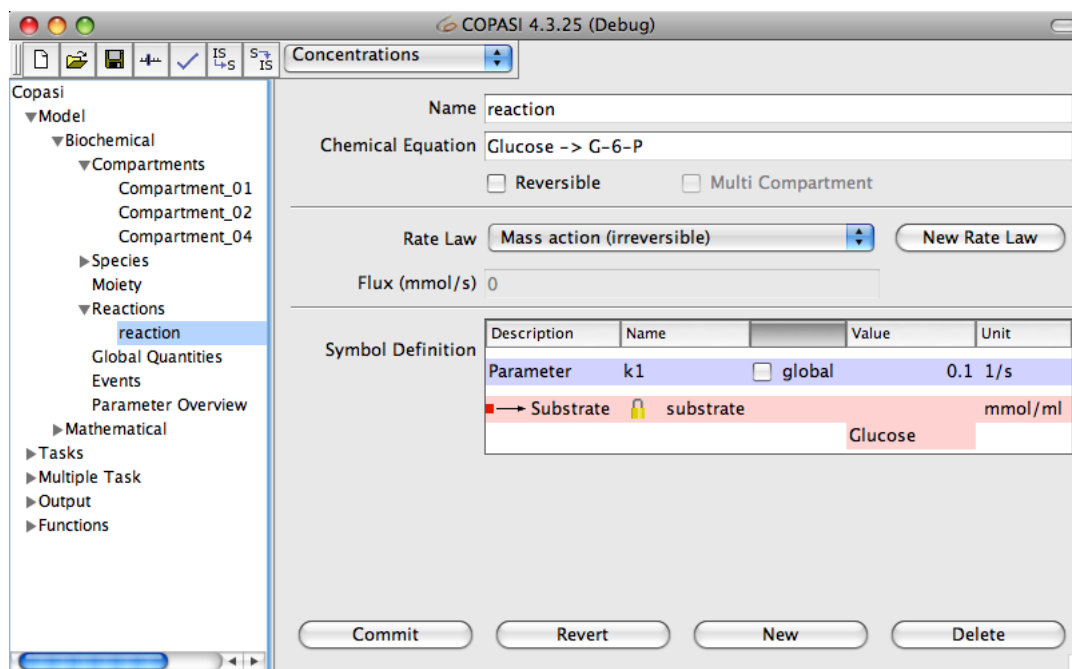 COPASI 4.3.25 (Debug)
IS S S IS Concentrations
Copasi
Model
Biochemical
Compartments
Compartment_01
Compartment_02
Compartment_04
Species
Moiety
Reactions
reaction
Global Quantities
Events
Parameter Overview
Mathematical
Tasks
Multiple Task
Output
Functions
Name reaction
Chemical Equation Glucose -> G-6-P
Reversible Multi Compartment
Rate Law Mass action (irreversible) New Rate Law
Flux (mmol/s) 0
Symbol Definition
Description Name Value Unit
Parameter k1 global 0.1 1/s
Substrate substrate mmol/ml
Glucose
Commit Revert New Delete